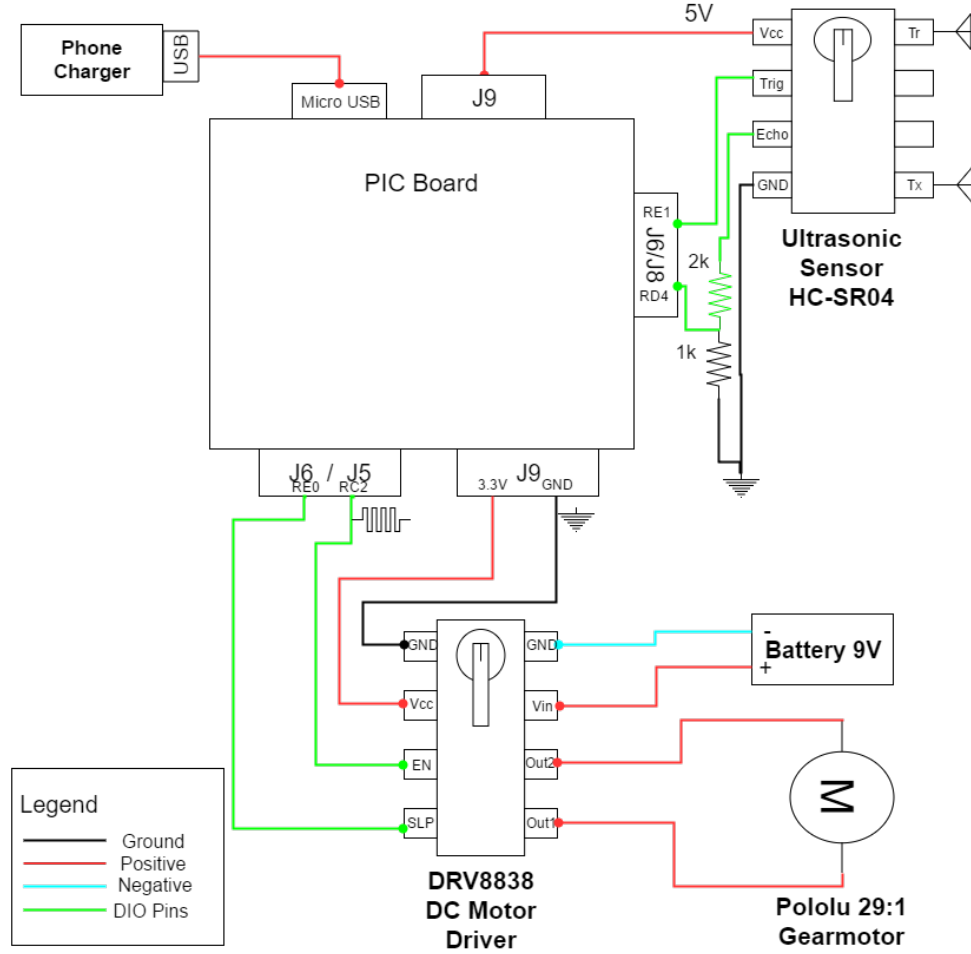 Phone
Charger
USB
Micro USB
J9
5V
Vcc
Tr
Trig
Echo
GND
Tx
PIC Board
RE1
J6/J8
RD4
2k
1k
Ultrasonic
Sensor
HC-SR04
J6 / J5
RE0 RC2
J9
3.3V GND
GND
GND
Vcc
Vin
EN
Out2
SLP
Out1
-
Battery 9V
+
M
Legend
Ground
Positive
Negative
DIO Pins
DRV8838
DC Motor
Driver
Pololu 29:1
Gearmotor